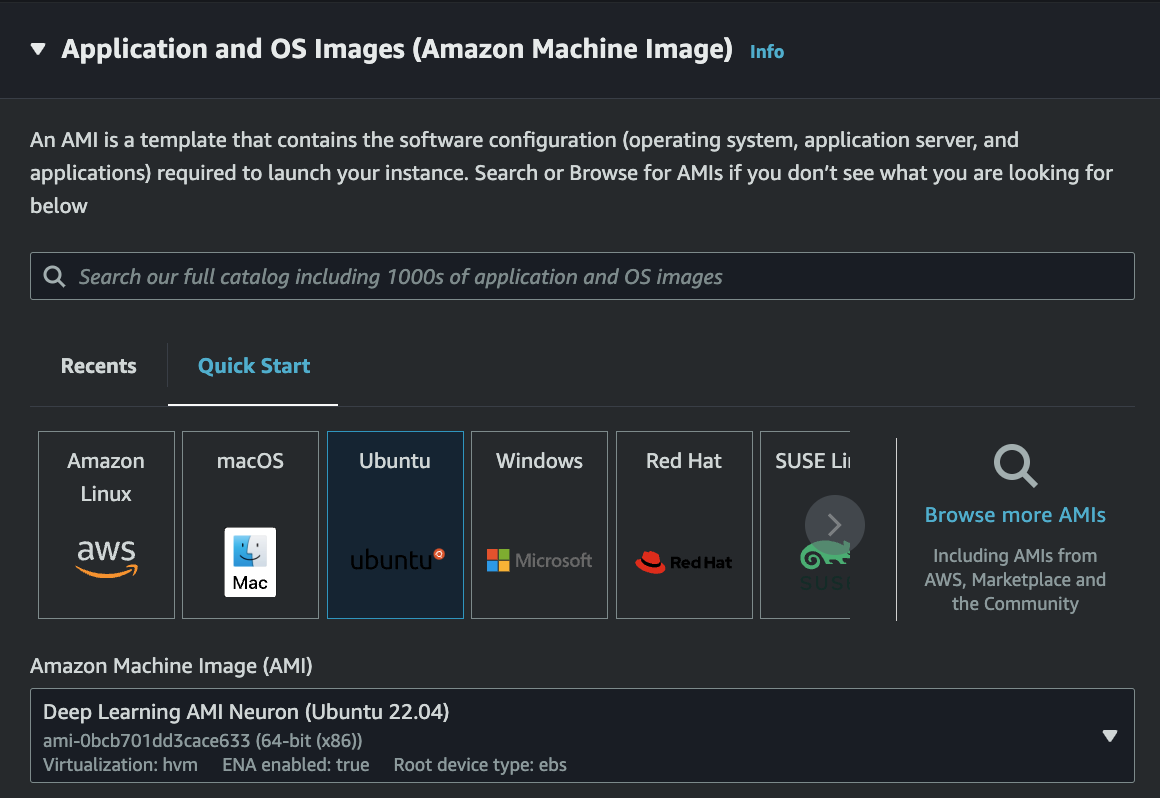 Application and OS Images (Amazon Machine Image) Info
An AMI is a template that contains the software configuration (operating system, application server, and
applications) required to launch your instance. Search or Browse for AMIs if you don’t see what you are looking for
below
Search our full catalog including 1000s of application and OS images
Recents
Quick Start
Amazon
Linux
aws
macOS
Mac
Ubuntu
ubuntu
Windows
Microsoft
Red Hat
Red Hat
SUSE Li
SUSE
Browse more AMIs
Including AMIs from
AWS, Marketplace and
the Community
Amazon Machine Image (AMI)
Deep Learning AMI Neuron (Ubuntu 22.04)
ami-0bcb701dd3cace633 (64-bit (x86))
Virtualization: hvm ENA enabled: true Root device type: ebs